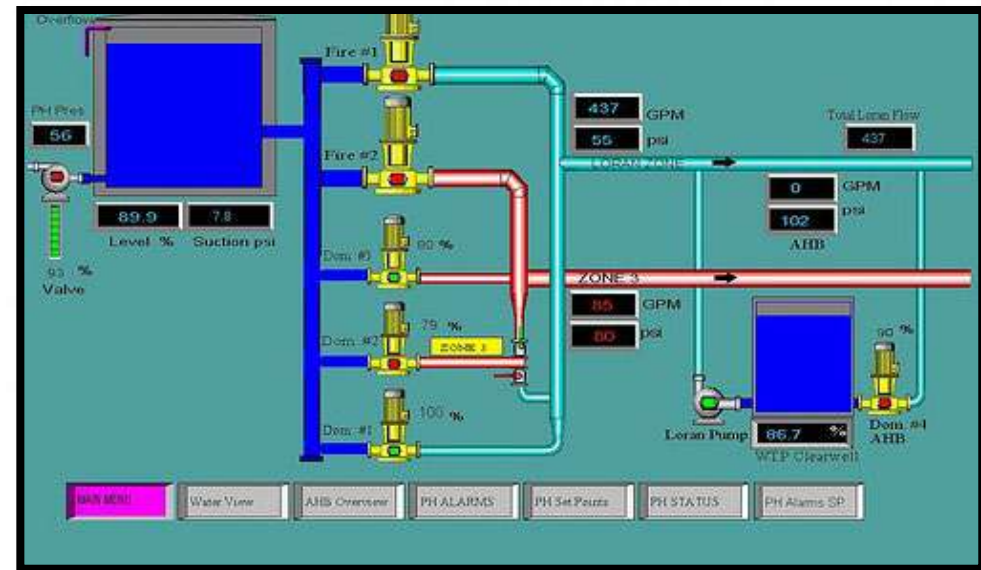 Overflow
Fire #1
PH Pres
56
437 GPM
55 psi
Total Loran Flow
437
Fire #2
LORAN ZONE
0 GPM
102 psi
AHB
89.9
7.8
Level %
Suction psi
93 %
Valve
80 %
Dom #3
ZONE 3
85 GPM
80 psi
79 %
Dom. #2
ZONE 3
90 %
100 %
Dom. #1
Loran Pump
86.7 %
Dom. #4
AHB
WTP Clearwell
MAIN MENU
Water View
AHB Overview
PH ALARMS
PH Set Points
PH STATUS
PH Alarms SP